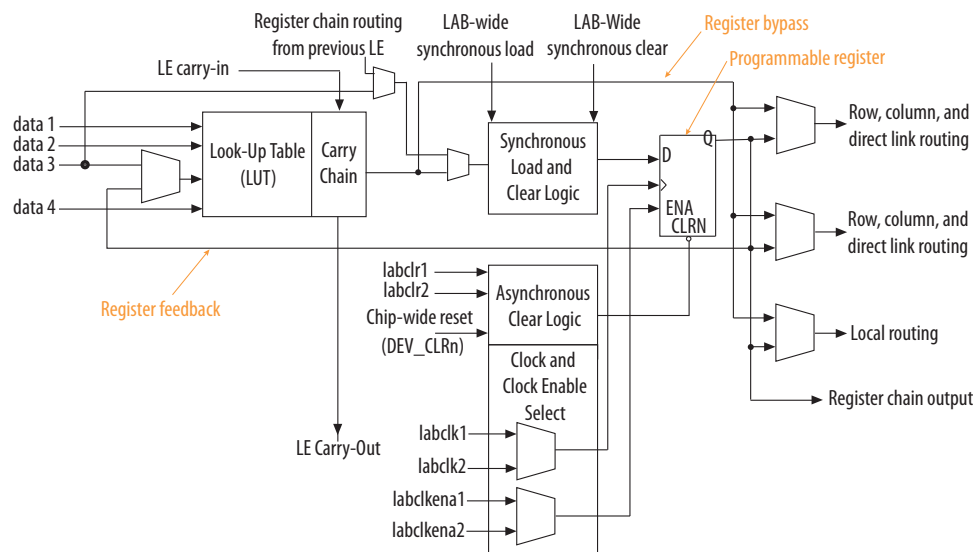 Register chain routing
from previous LE
LAB-wide
synchronous load
LAB-Wide
synchronous clear
Register bypass
Programmable register
LE carry-in
data 1
data 2
data 3
data 4
Look-Up Table
(LUT)
Carry
Chain
Synchronous
Load and
Clear Logic
D
Q
ENA
CLRN
Row, column, and
direct link routing
Row, column, and
direct link routing
Local routing
Register chain output
Register feedback
labclr1
labclr2
Chip-wide reset
(DEV_CLRn)
Asynchronous
Clear Logic
Clock and
Clock Enable
Select
labclk1
labclk2
labclkena1
labclkena2
LE Carry-Out